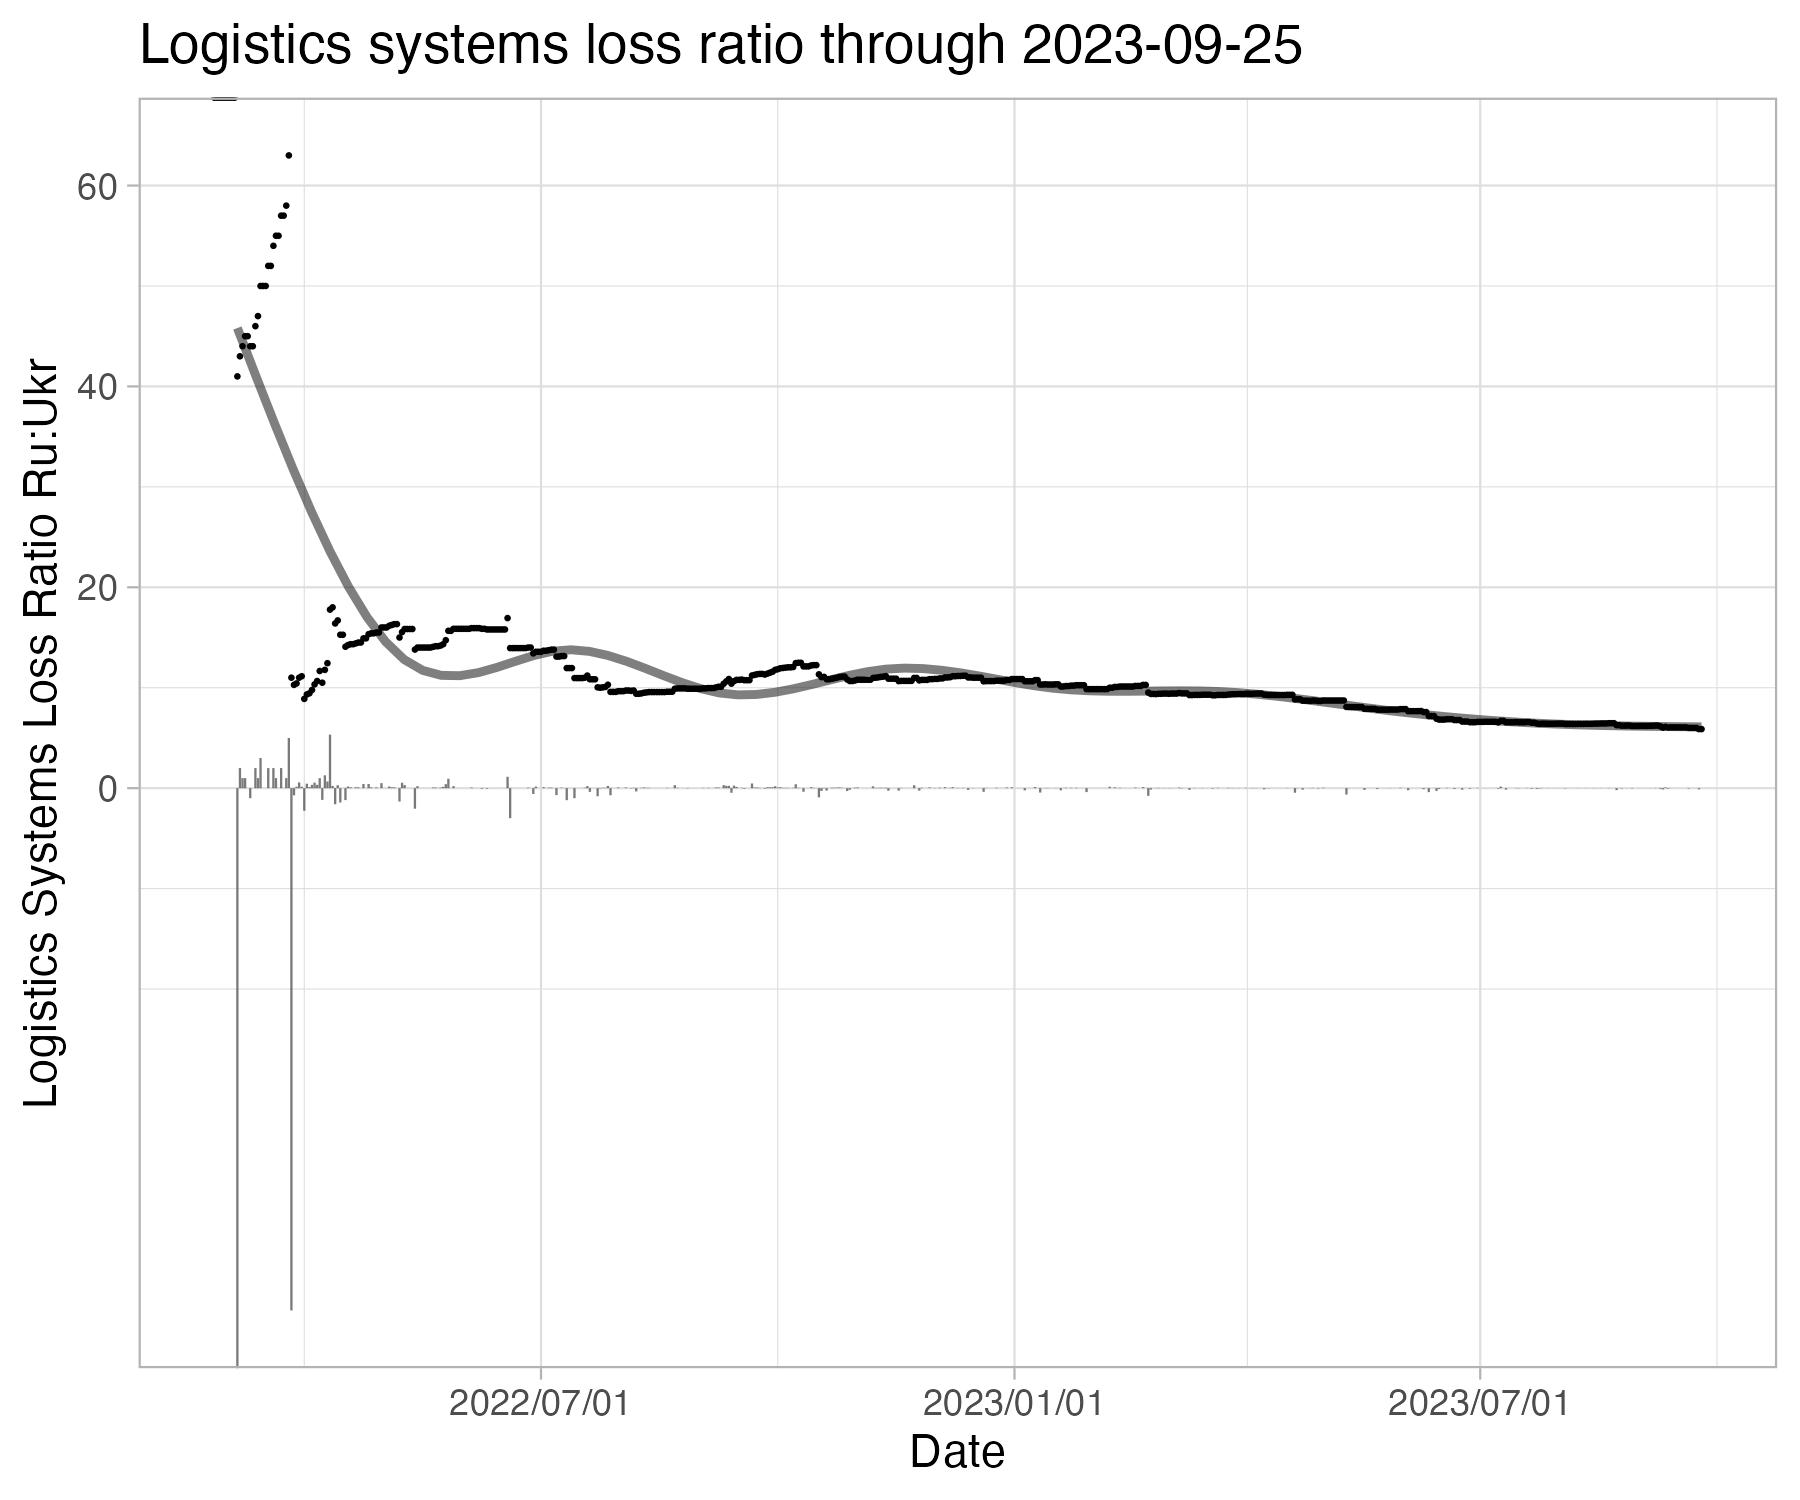 Logistics systems loss ratio through 2023-09-25
Logistics Systems Loss Ratio Ru:Ukr
60
40
20
0
2022/07/01
2023/01/01
2023/07/01
Date